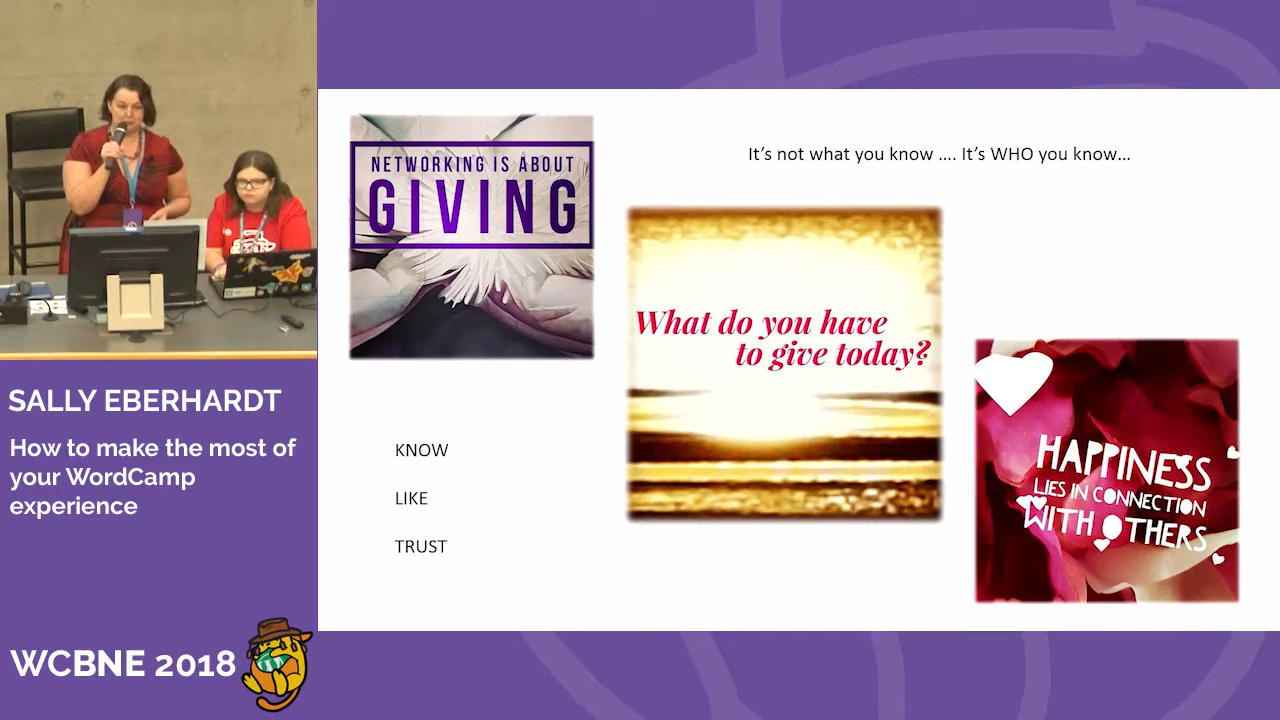 SALLY EBERHARDT
How to make the most of
your WordCamp
experience
WCBNE 2018
NETWORKING IS ABOUT
GIVING
It's not what you know .... It's WHO you know...
What do you have
to give today?
KNOW
LIKE
TRUST
HAPPINESS
LIES IN CONNECTION
WITH OTHERS